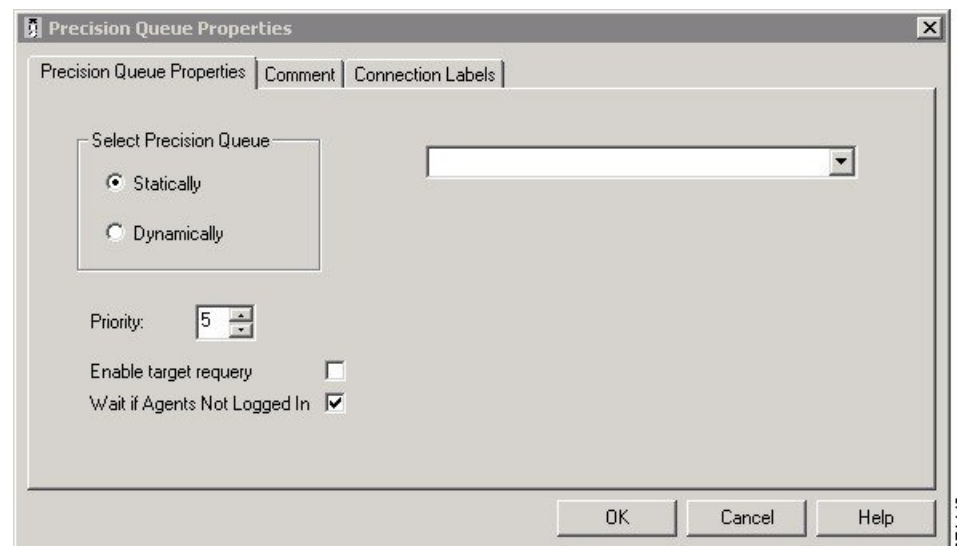 Precision Queue Properties
Precision Queue Properties Comment Connection Labels
Select Precision Queue
Statically
Dynamically
Priority: 5
Enable target requery
Wait if Agents Not Logged In
OK Cancel Help